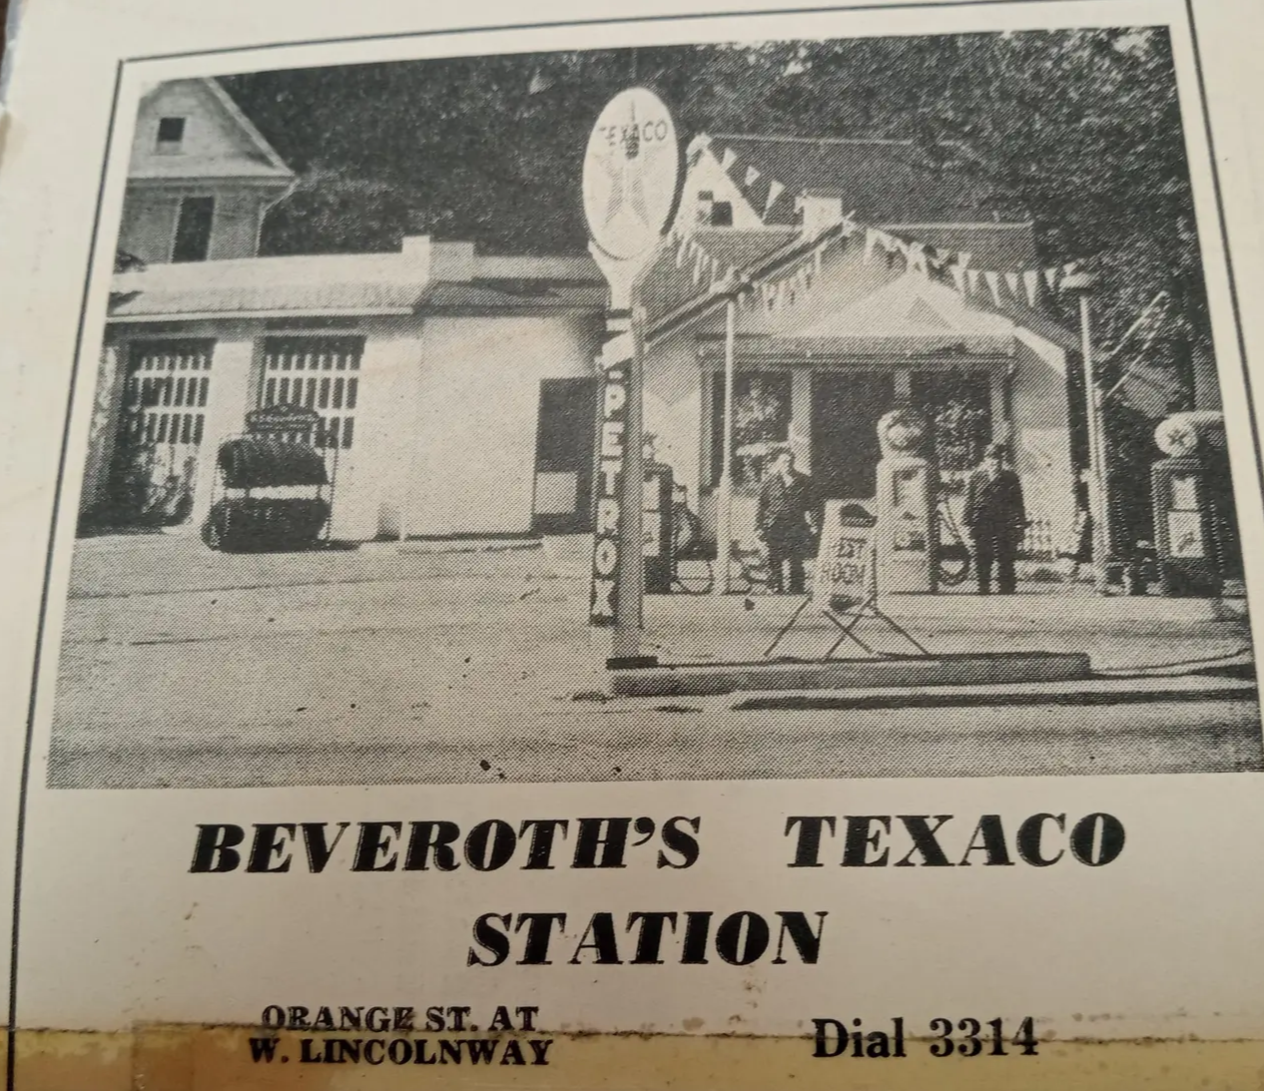 TEXACO
PETROX
REST
ROOM
BEVEROTH'S TEXACO
STATION
ORANGE ST. AT
W. LINCOLNWAY
Dial 3314